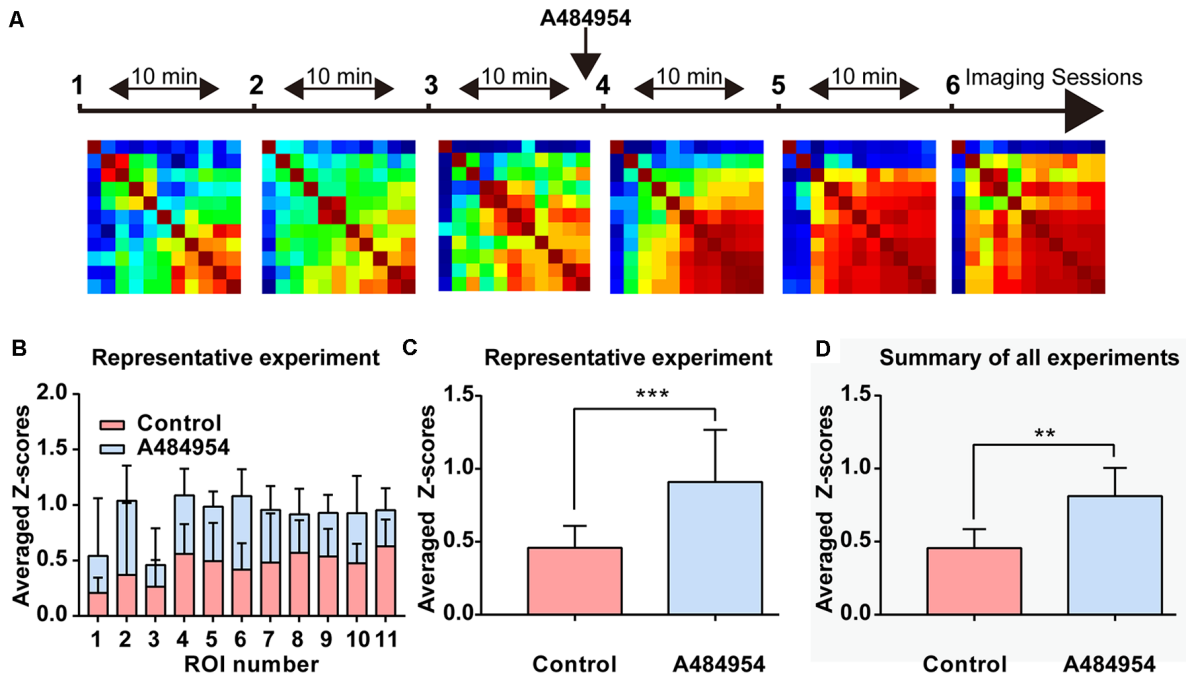 A
A484954
1 10 min 2 10 min 3 10 min 4 10 min 5 10 min 6 Imaging Sessions
B
Representative experiment
Averaged Z-scores
2.0
1.5
1.0
0.5
0.0
Control
A484954
1 2 3 4 5 6 7 8 9 10 11
ROI number
C
Representative experiment
Averaged Z-scores
1.5
1.0
0.5
0.0
***
Control A484954
D
Summary of all experiments
Averaged Z-scores
1.5
1.0
0.5
0.0
**
Control A484954